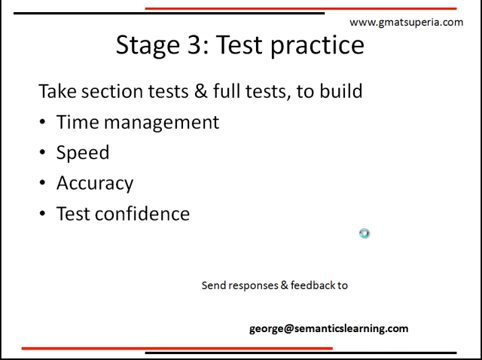 www.gmatsuperia.com
Stage 3: Test practice
Take section tests & full tests, to build
• Time management
• Speed
• Accuracy
• Test confidence
Send responses & feedback to
george@semanticslearning.com